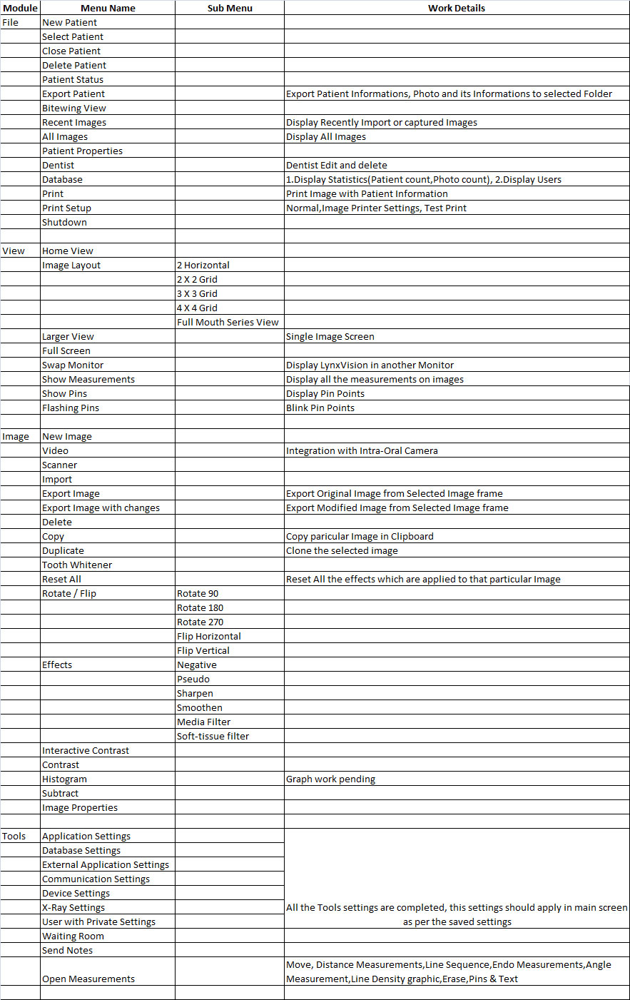 Module Menu Name Sub Menu Work Details
File New Patient
Select Patient
Close Patient
Delete Patient
Patient Status
Export Patient Export Patient Informations, Photo and its Informations to selected Folder
Bitewing View
Recent Images Display Recently Import or captured Images
All Images Display All Images
Patient Properties
Dentist Dentist Edit and delete
Database 1.Display Statistics(Patient count,Photo count), 2.Display Users
Print Print Image with Patient Information
Print Setup Normal,Image Printer Settings, Test Print
Shutdown
View Home View
Image Layout 2 Horizontal
2 X 2 Grid
3 X 3 Grid
4 X 4 Grid
Full Mouth Series View
Larger View Single Image Screen
Full Screen
Swap Monitor Display LynxVision in another Monitor
Show Measurements Display all the measurements on images
Show Pins Display Pin Points
Flashing Pins Blink Pin Points
Image New Image
Video Integration with Intra-Oral Camera
Scanner
Import
Export Image Export Original Image from Selected Image frame
Export Image with changes Export Modified Image from Selected Image frame
Delete
Copy Copy paricular Image in Clipboard
Duplicate Clone the selected image
Tooth Whitener
Reset All Reset All the effects which are applied to that particular Image
Rotate / Flip Rotate 90
Rotate 180
Rotate 270
Flip Horizontal
Flip Vertical
Effects Negative
Pseudo
Sharpen
Smoothen
Media Filter
Soft-tissue filter
Interactive Contrast
Contrast
Histogram Graph work pending
Subtract
Image Properties
Tools Application Settings
Database Settings
External Application Settings
Communication Settings
Device Settings
X-Ray Settings All the Tools settings are completed, this settings should apply in main screen
User with Private Settings as per the saved settings
Waiting Room
Send Notes
Move, Distance Measurements,Line Sequence,Endo Measurements,Angle
Open Measurements Measurement,Line Density graphic,Erase,Pins & Text